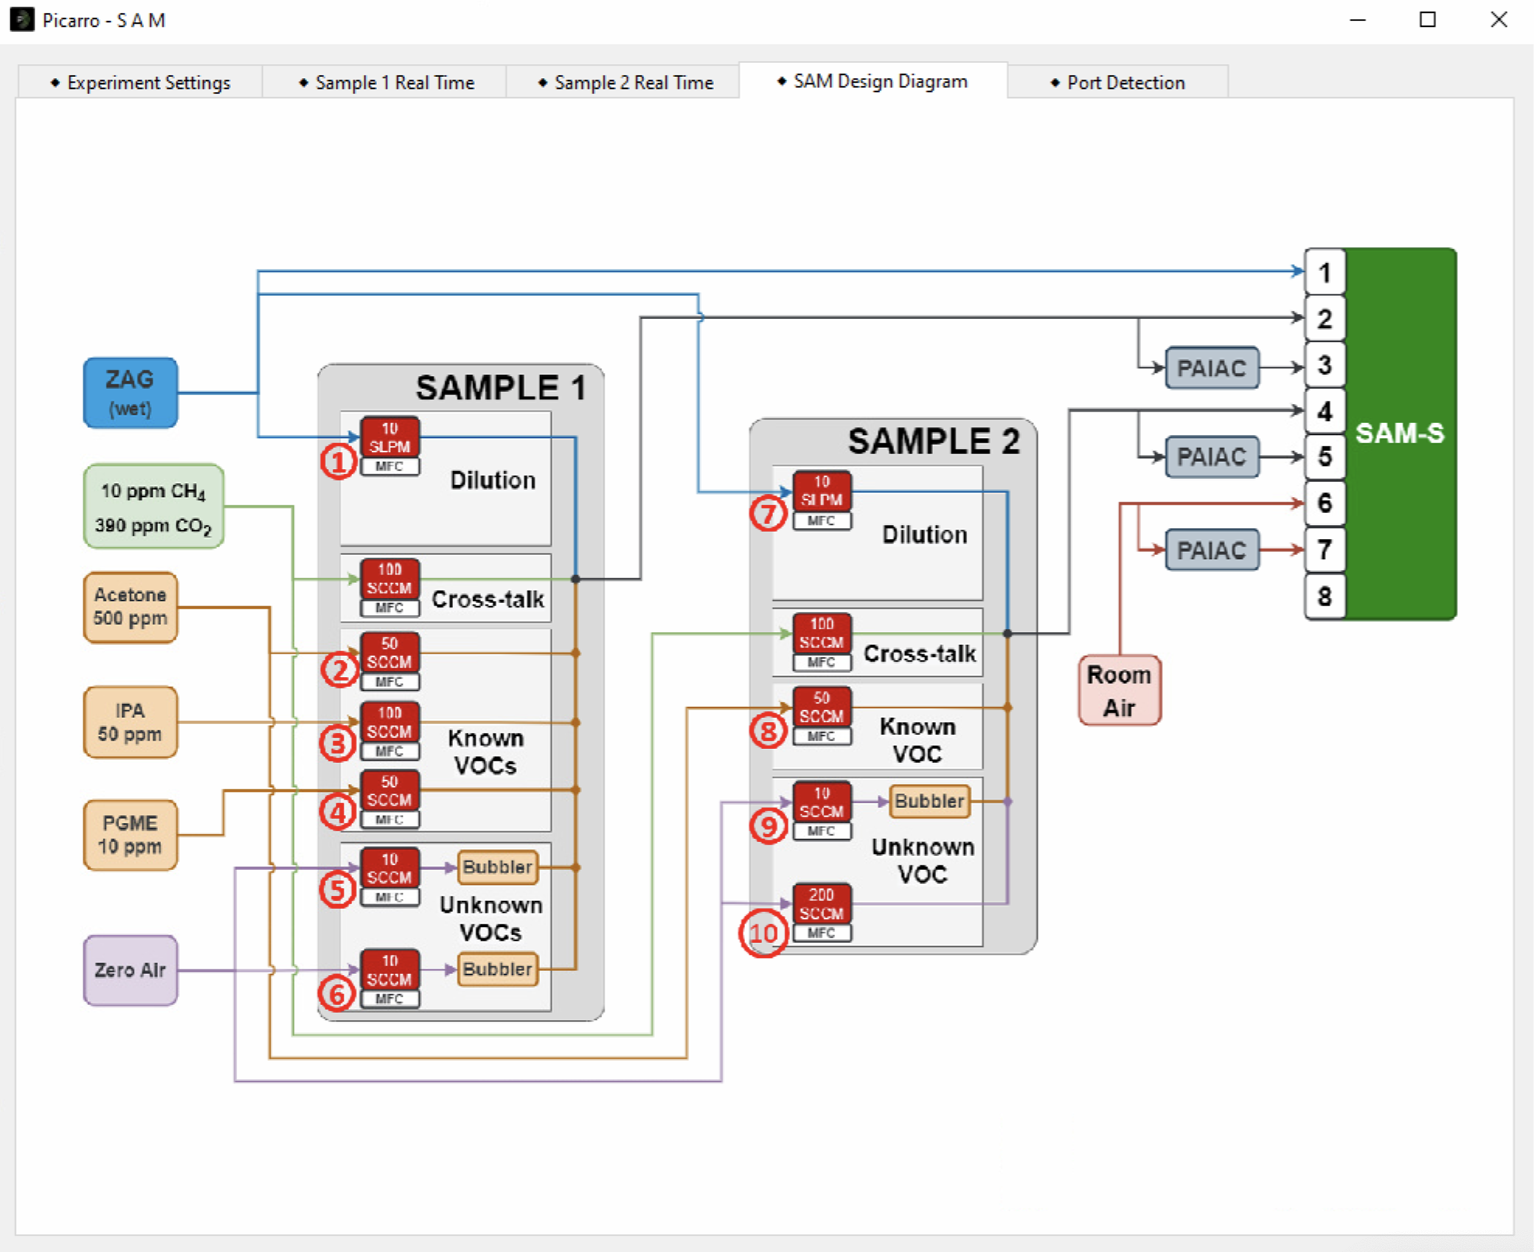 Picarro - S A M
Experiment Settings
Sample 1 Real Time
Sample 2 Real Time
SAM Design Diagram
Port Detection
ZAG
(wet)
10 ppm CH4
390 ppm CO2
Acetone
500 ppm
IPA
50 ppm
PGME
10 ppm
Zero Air
SAMPLE 1
10
SLPM
MFC
1
Dilution
100
SCCM
MFC
Cross-talk
50
SCCM
MFC
2
100
SCCM
MFC
3
Known
VOCs
50
SCCM
MFC
4
10
SCCM
MFC
5
Bubbler
Unknown
VOCs
10
SCCM
MFC
6
Bubbler
SAMPLE 2
10
SLPM
MFC
7
Dilution
100
SCCM
MFC
Cross-talk
50
SCCM
MFC
8
Known
VOC
10
SCCM
MFC
9
Bubbler
Unknown
VOC
200
SCCM
MFC
10
PAIAC
PAIAC
PAIAC
Room
Air
1
2
3
4
5
6
7
8
SAM-S